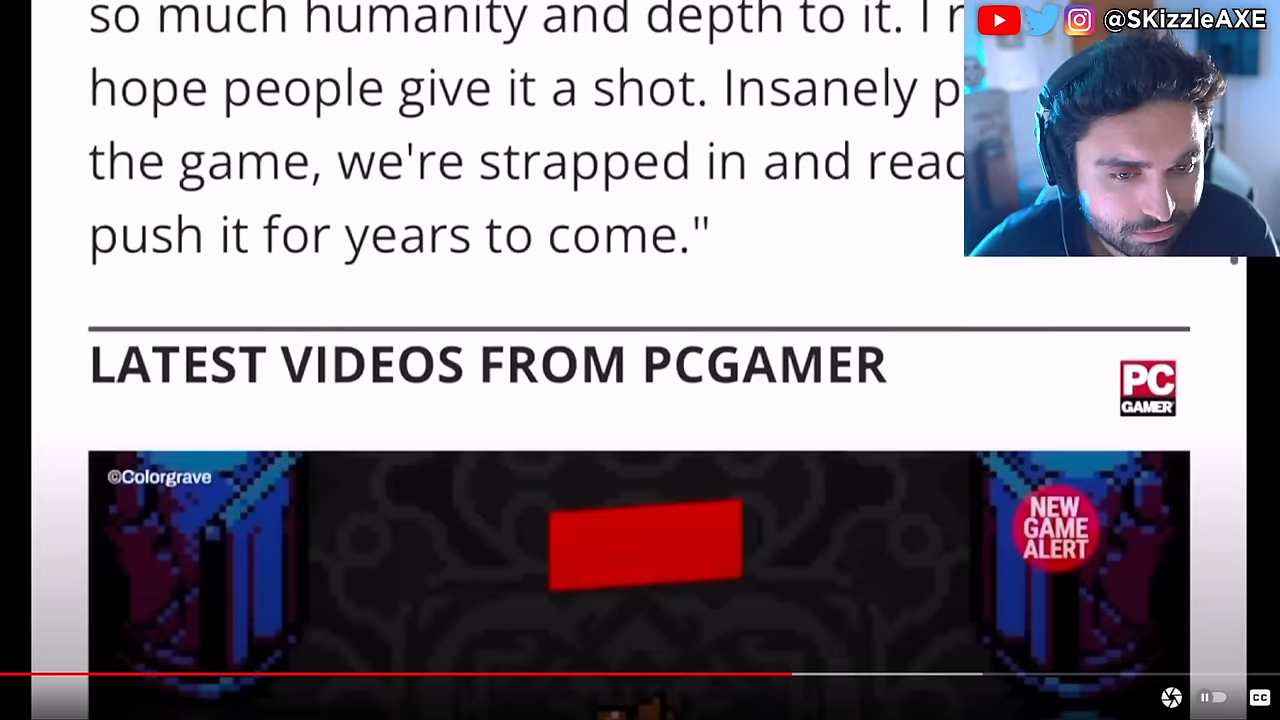 so much humanity and depth to it. I
@SKizzleAXE
hope people give it a shot. Insanely
the game, we're strapped in and
push it for years to come."
LATEST VIDEOS FROM PCGAMER
PC
GAMER
©Colorgrave
NEW
GAME
ALERT
CC